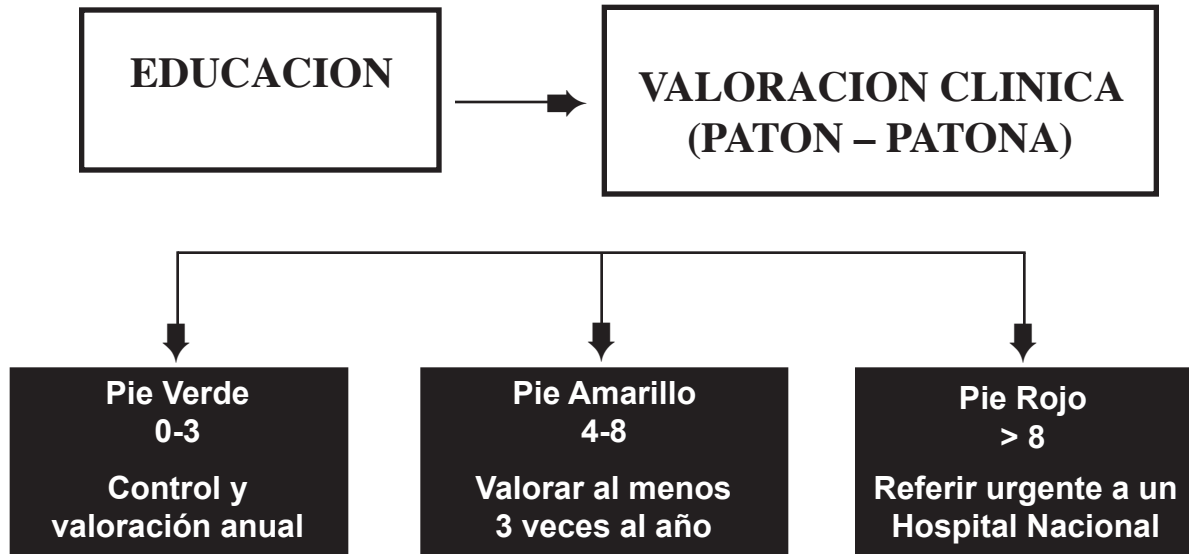 EDUCACION
VALORACION CLINICA
(PATON – PATONA)
Pie Verde
0-3
Control y
valoración anual
Pie Amarillo
4-8
Valorar al menos
3 veces al año
Pie Rojo
> 8
Referir urgente a un
Hospital Nacional